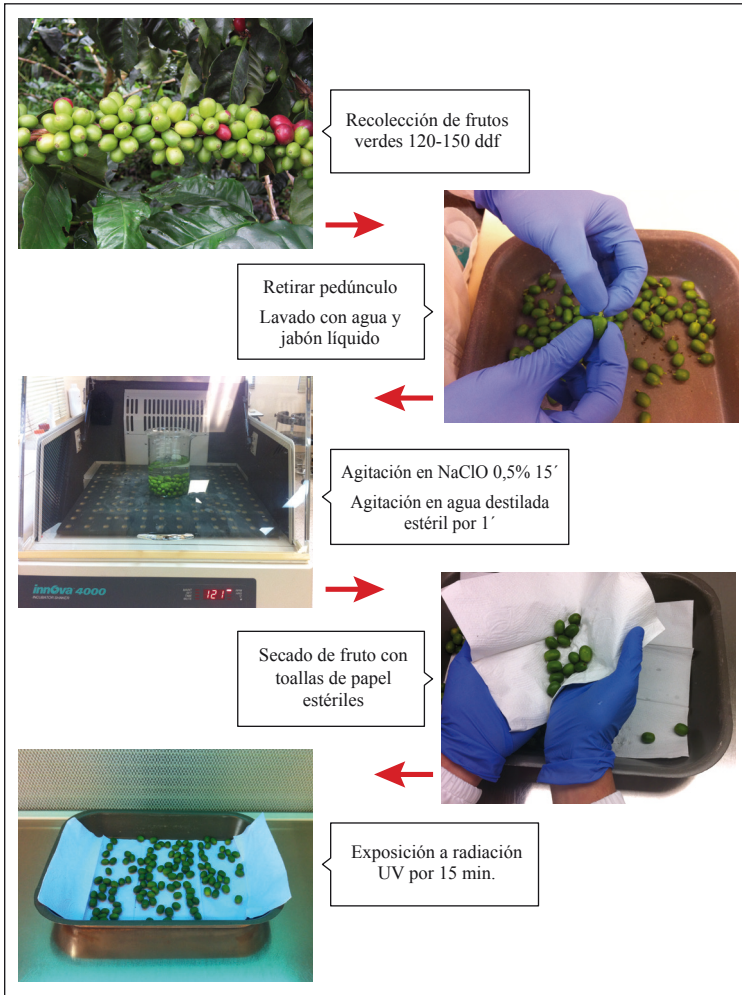 Recolección de frutos
verdes 120-150 ddf
Retirar pedúnculo
Lavado con agua y
jabón líquido
Agitación en NaClO 0,5% 15´
Agitación en agua destilada
estéril por 1´
innova 4000
INCUBATOR SHAKER
121
Secado de fruto con
toallas de papel
estériles
Exposición a radiación
UV por 15 min.